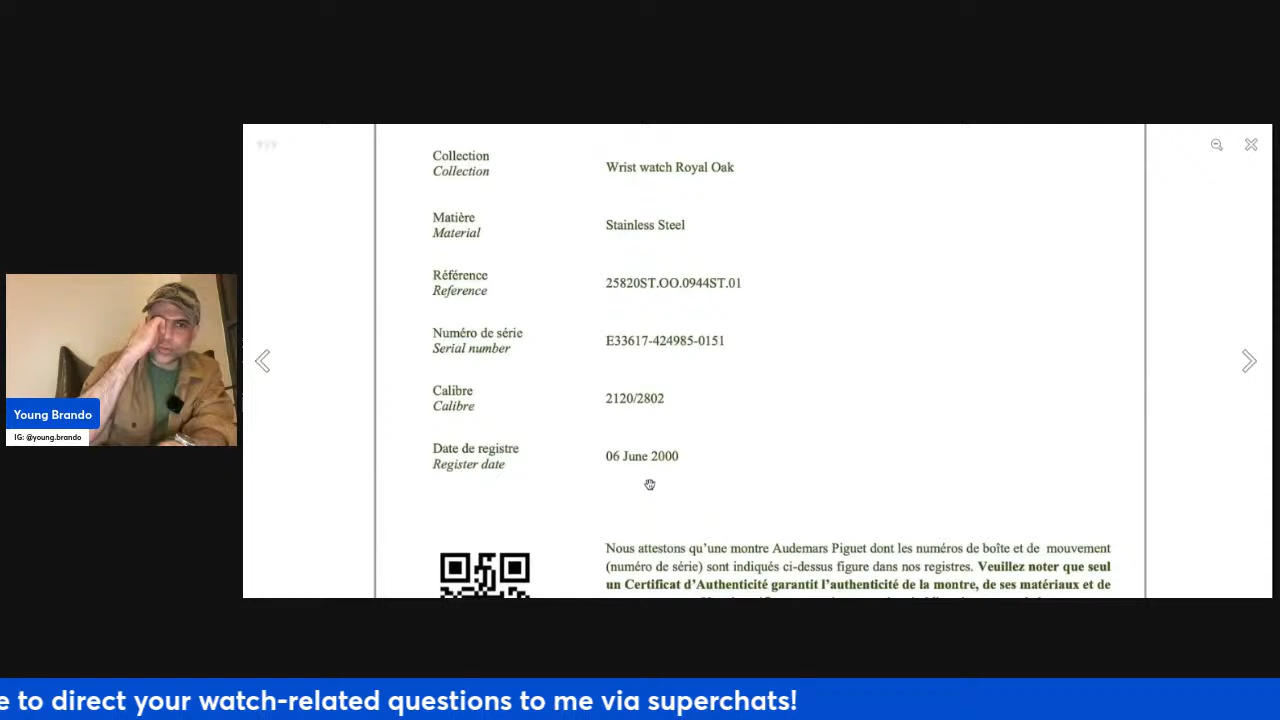 Collection
Collection
Wrist watch Royal Oak
Matière
Material
Stainless Steel
Référence
Reference
25820ST.OO.0944ST.01
Numéro de série
Serial number
E33617-424985-0151
Calibre
Calibre
2120/2802
Date de registre
Register date
06 June 2000
Nous attestons qu'une montre Audemars Piguet dont les numéros de boîte et de mouvement
(numéro de série) sont indiqués ci-dessus figure dans nos registres. Veuillez noter que seul
un Certificat d'Authenticité garantit l'authenticité de la montre, de ses matériaux et de
Young Brando
IG: @young.brando
e to direct your watch-related questions to me via superchats!